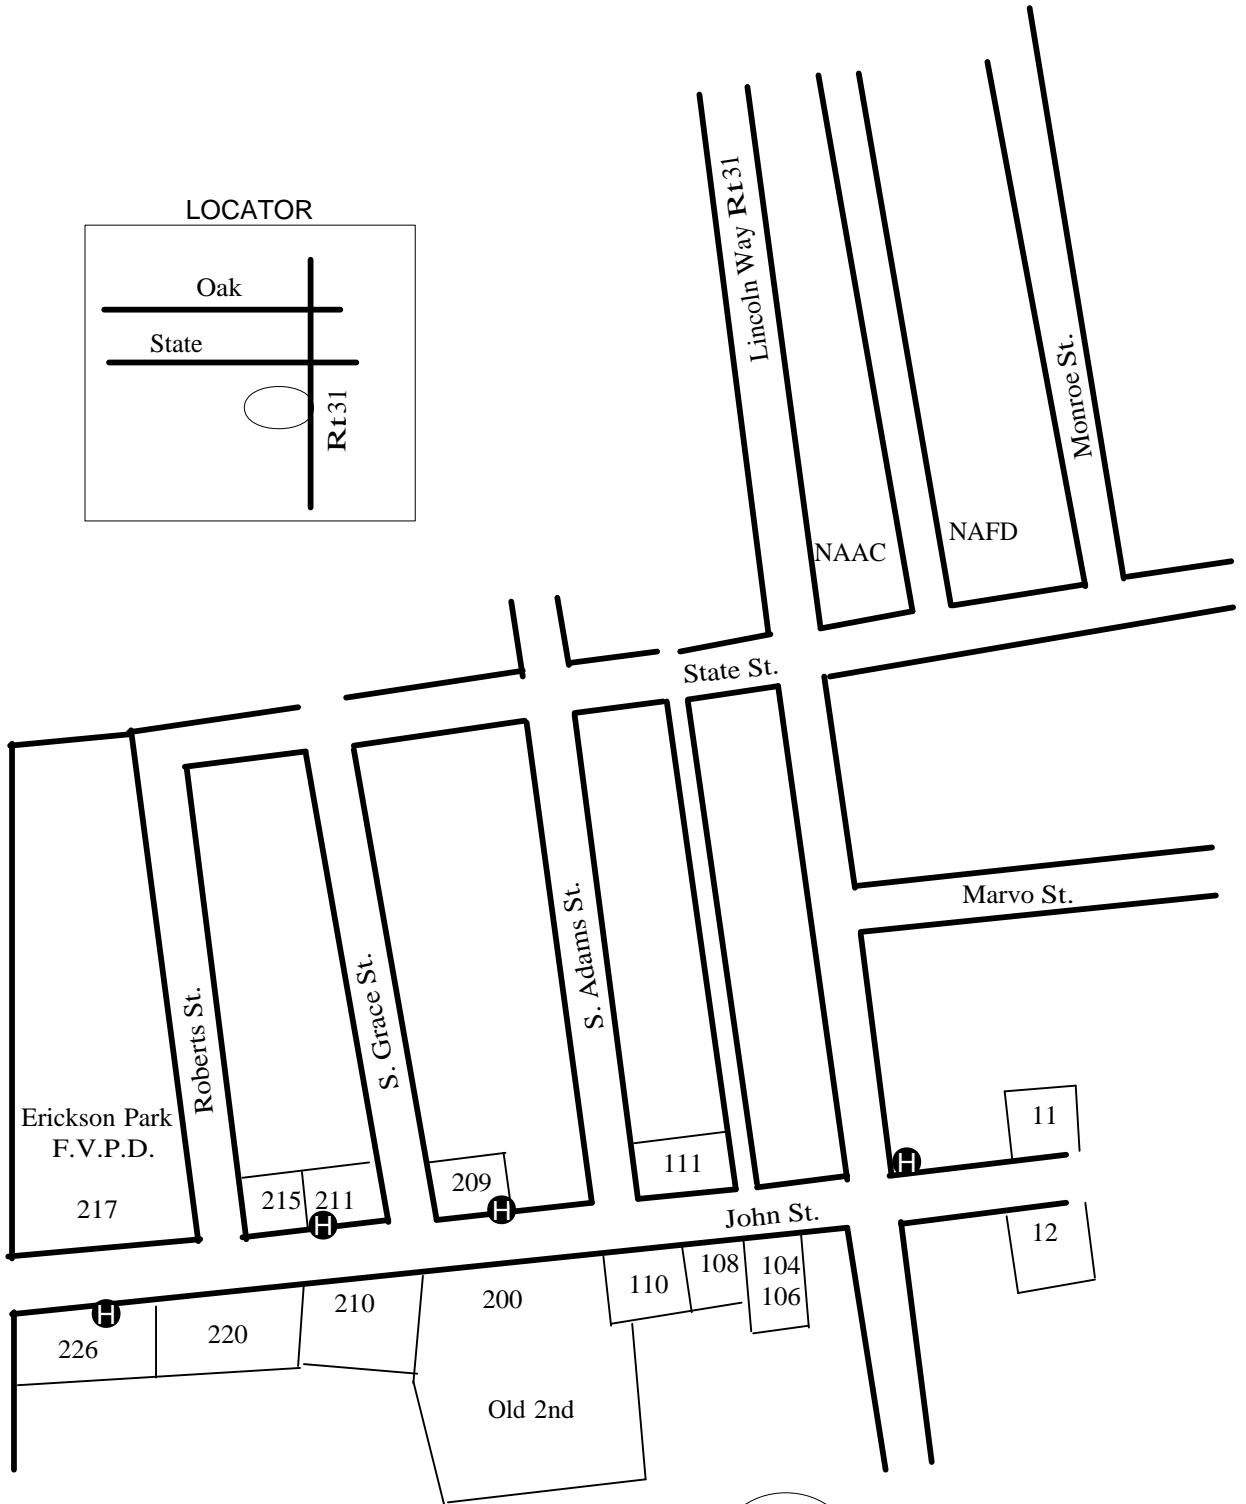 LOCATOR
Oak
State
Rt31
Lincoln Way Rt31
Monroe St.
NAAC
NAFD
State St.
Marvo St.
S. Adams St.
S. Grace St.
Roberts St.
Erickson Park
F.V.P.D.
217
215
211
H
209
H
111
H
11
John St.
12
H
226
220
210
200
Old 2nd
110
108
104
106